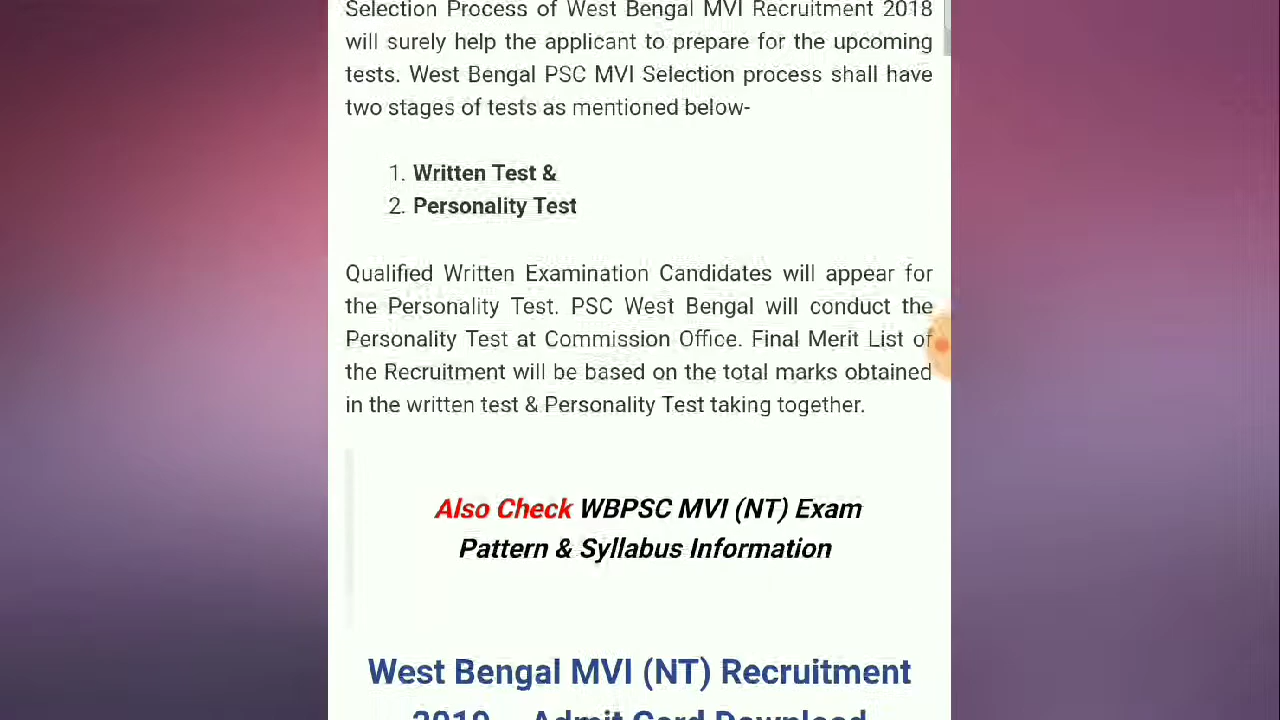 Selection Process of West Bengal MVI Recruitment 2018
will surely help the applicant to prepare for the upcoming
tests. West Bengal PSC MVI Selection process shall have
two stages of tests as mentioned below-
1. Written Test &
2. Personality Test
Qualified Written Examination Candidates will appear for
the Personality Test. PSC West Bengal will conduct the
Personality Test at Commission Office. Final Merit List of
the Recruitment will be based on the total marks obtained
in the written test & Personality Test taking together.
Also Check WBPSC MVI (NT) Exam
Pattern & Syllabus Information
West Bengal MVI (NT) Recruitment
Admit Card Download